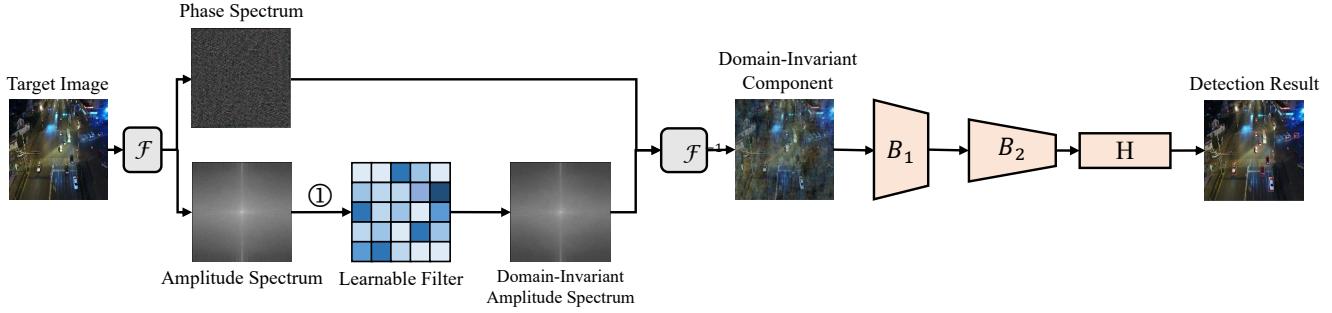 Phase Spectrum
Target Image
ℱ
①
Amplitude Spectrum
Learnable Filter
Domain-Invariant
Amplitude Spectrum
ℱ⁻¹
Domain-Invariant
Component
B₁
B₂
H
Detection Result